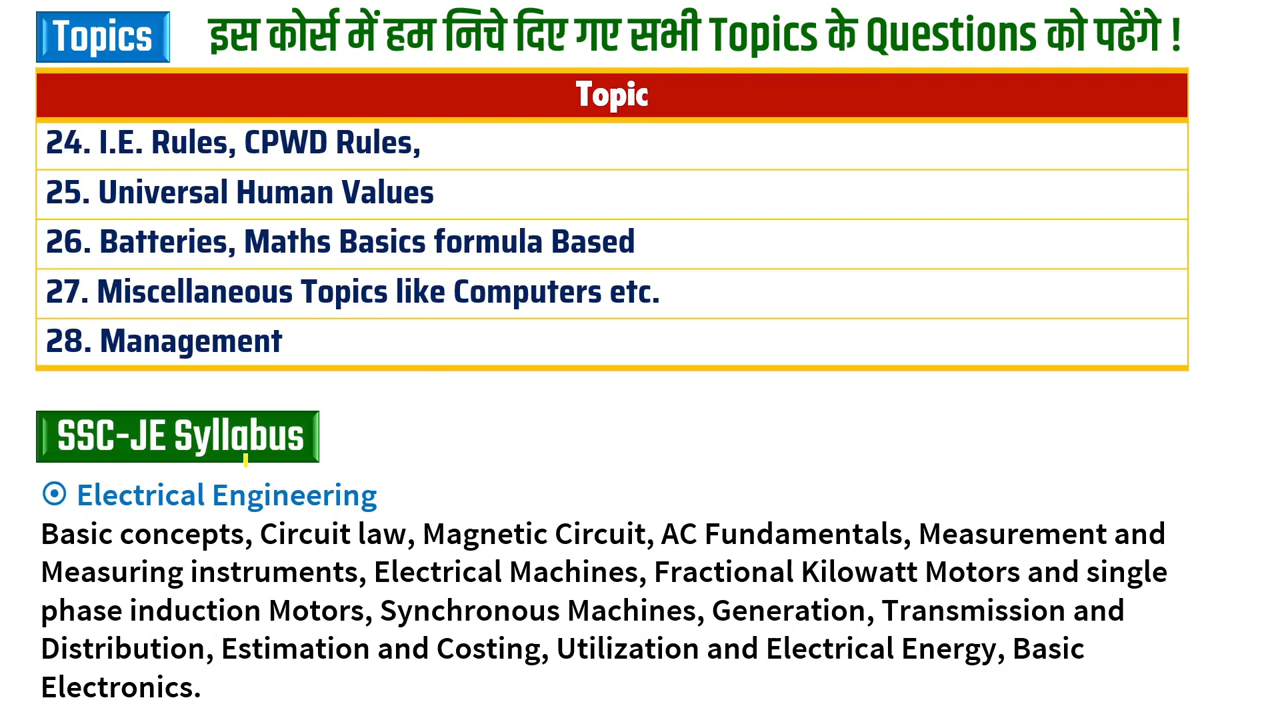 Topics
इस कोर्स में हम निचे दिए गए सभी Topics के Questions को पढेंगे !
Topic
24. I.E. Rules, CPWD Rules,
25. Universal Human Values
26. Batteries, Maths Basics formula Based
27. Miscellaneous Topics like Computers etc.
28. Management
SSC-JE Syllabus
Electrical Engineering
Basic concepts, Circuit law, Magnetic Circuit, AC Fundamentals, Measurement and
Measuring instruments, Electrical Machines, Fractional Kilowatt Motors and single
phase induction Motors, Synchronous Machines, Generation, Transmission and
Distribution, Estimation and Costing, Utilization and Electrical Energy, Basic
Electronics.